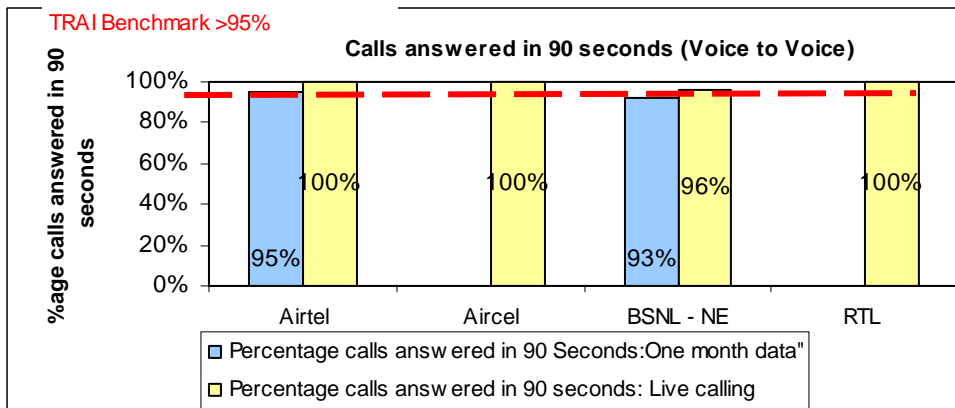 TRAI Benchmark >95%
Calls answered in 90 seconds (Voice to Voice)
%age calls answered in 90
seconds
100%
80%
60%
40%
20%
0%
95%
100%
100%
93%
96%
100%
Airtel
Aircel
BSNL - NE
RTL
Percentage calls answered in 90 Seconds:One month data"
Percentage calls answered in 90 seconds: Live calling